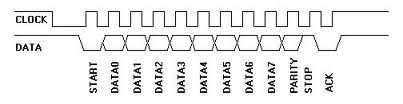 CLOCK
DATA
START
DATA0
DATA1
DATA2
DATA3
DATA4
DATA5
DATA6
DATA7
PARITY
STOP
ACK